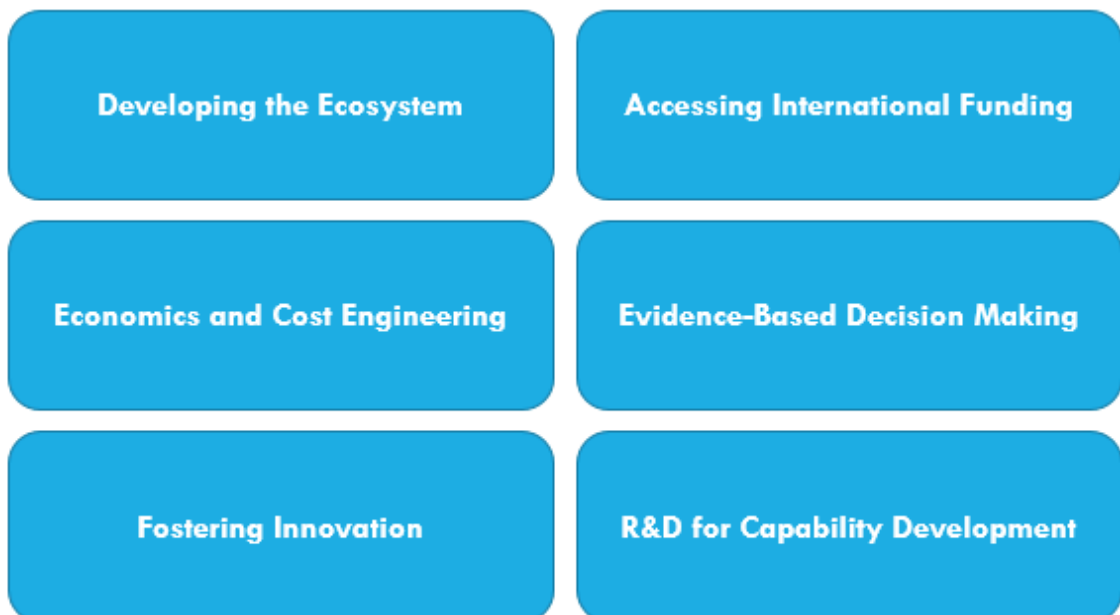 Developing the Ecosystem
Accessing International Funding
Economics and Cost Engineering
Evidence-Based Decision Making
Fostering Innovation
R&D for Capability Development